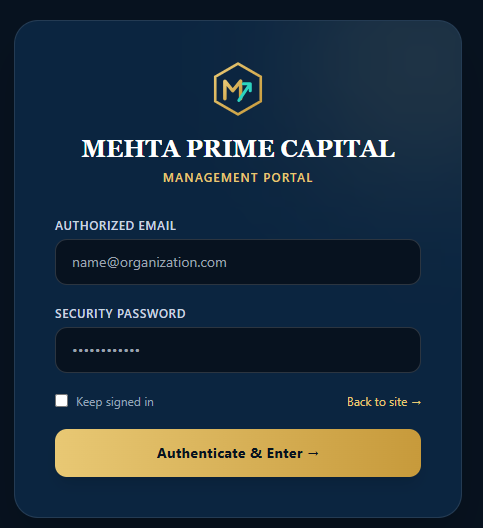 MEHTA PRIME CAPITAL
MANAGEMENT PORTAL
AUTHORIZED EMAIL
name@organization.com
SECURITY PASSWORD
••••••••••••
Keep signed in
Back to site →
Authenticate & Enter →